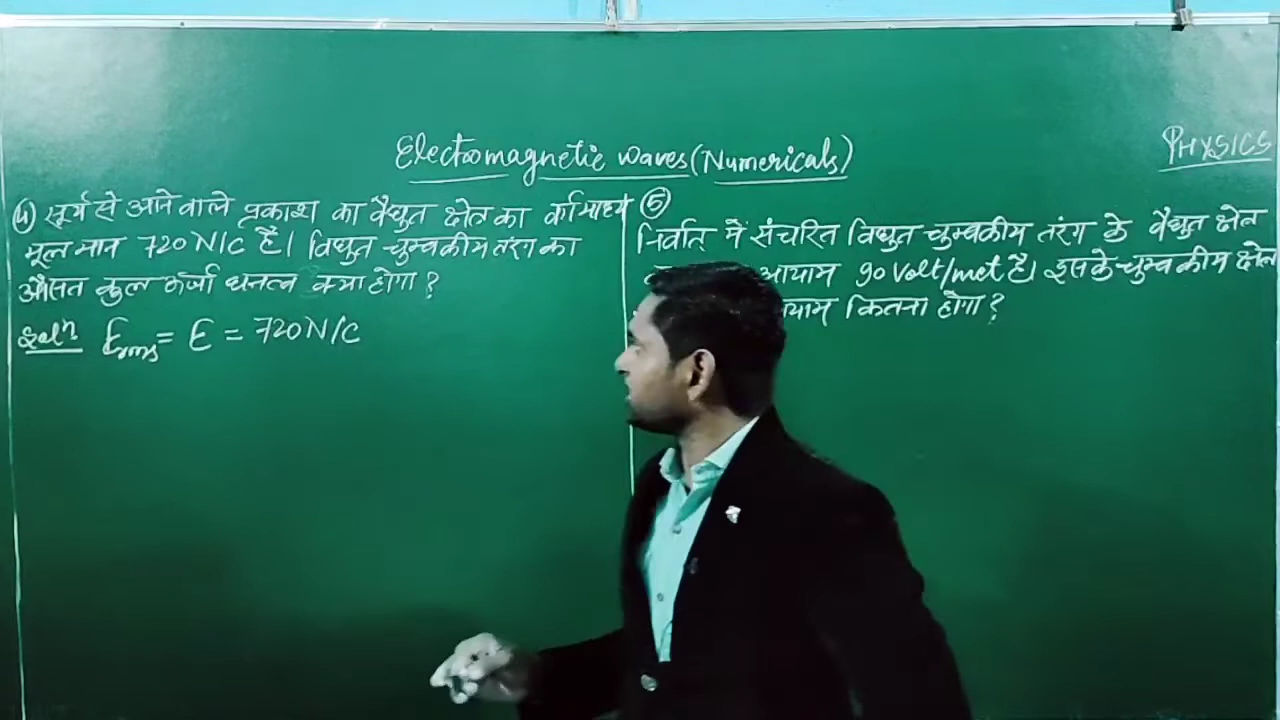 Electromagnetic waves (Numericals)
PHYSICS
④ सूर्य से आने वाले प्रकाश का वैद्युत क्षेत्र का वर्ग माध्य
मूल मान 720 N/C है। विद्युत चुम्बकीय तरंग का
औसत कुल ऊर्जा घनत्व क्या होगा ?
Solⁿ Erms = E = 720 N/C
⑤
निर्वात में संचरित विद्युत चुम्बकीय तरंग के वैद्युत क्षेत्र
आयाम 90 Volt/met है। इसके चुम्बकीय क्षेत्र
कितना होगा ?